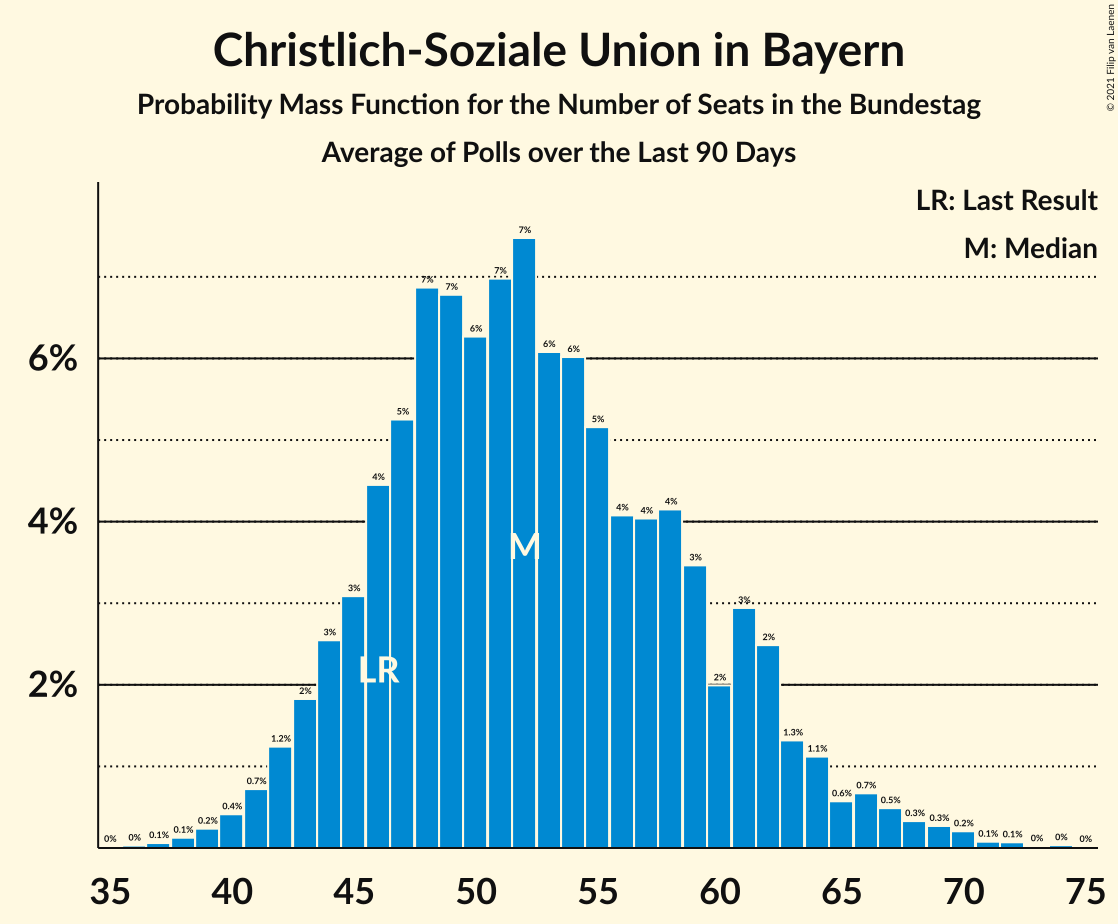 Christlich-Soziale Union in Bayern
Probability Mass Function for the Number of Seats in the Bundestag
Average of Polls over the Last 90 Days
© 2021 Filip van Laenen
LR: Last Result
M: Median
6%
4%
2%
0% 0% 0.1% 0.1% 0.2% 0.4% 0.7% 1.2% 2% 3% 3% 4% 5% 7% 7% 6% 7% 7% 6% 6% 5% 4% 4% 4% 3% 2% 3% 2% 1.3% 1.1% 0.6% 0.7% 0.5% 0.3% 0.3% 0.2% 0.1% 0.1% 0% 0% 0%
M
LR
35 40 45 50 55 60 65 70 75